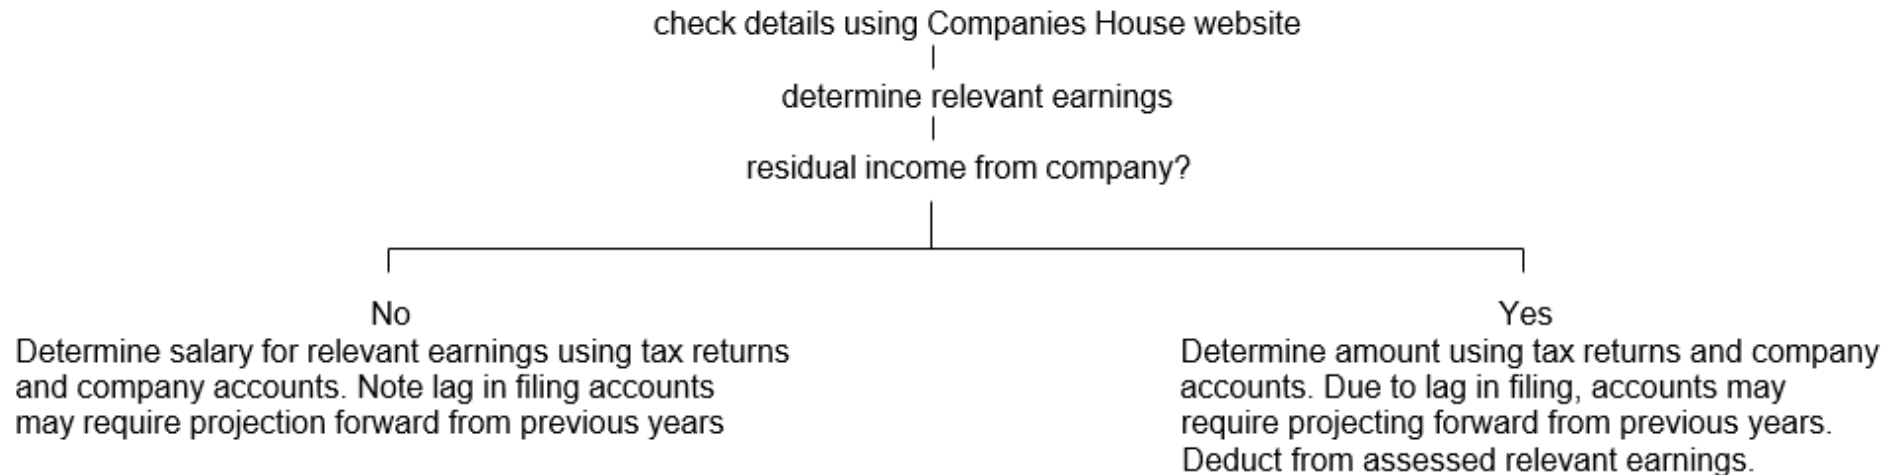 check details using Companies House website
determine relevant earnings
residual income from company?
No
Determine salary for relevant earnings using tax returns
and company accounts. Note lag in filing accounts
may require projection forward from previous years
Yes
Determine amount using tax returns and company
accounts. Due to lag in filing, accounts may
require projecting forward from previous years.
Deduct from assessed relevant earnings.